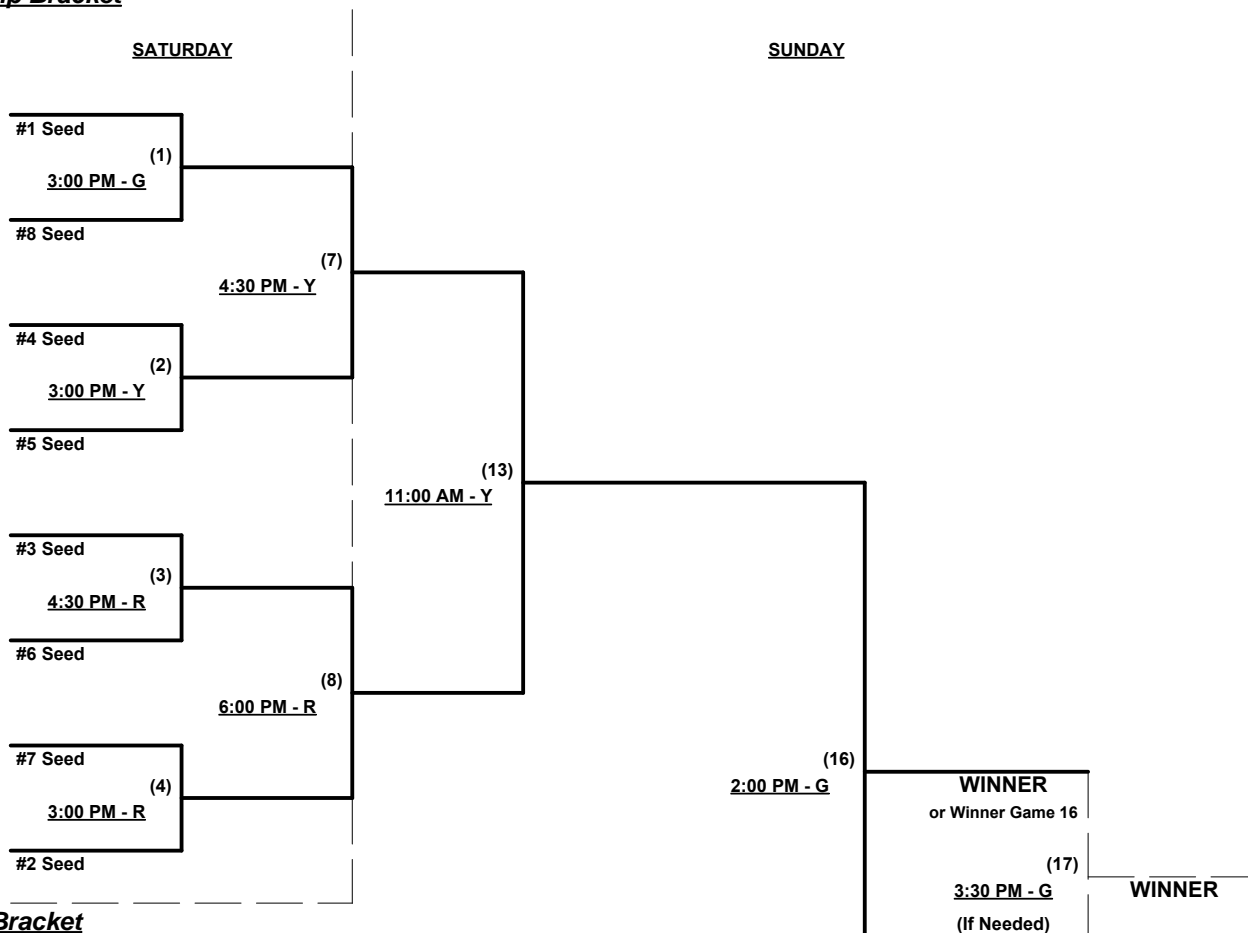 Bracket
SATURDAY
SUNDAY
#1 Seed
(1)
3:00 PM - G
#8 Seed
(7)
4:30 PM - Y
#4 Seed
(2)
3:00 PM - Y
#5 Seed
(13)
11:00 AM - Y
#3 Seed
(3)
4:30 PM - R
#6 Seed
(8)
6:00 PM - R
#7 Seed
(4)
3:00 PM - R
#2 Seed
(16)
2:00 PM - G
WINNER
or Winner Game 16
(17)
3:30 PM - G
(If Needed)
WINNER
Bracket